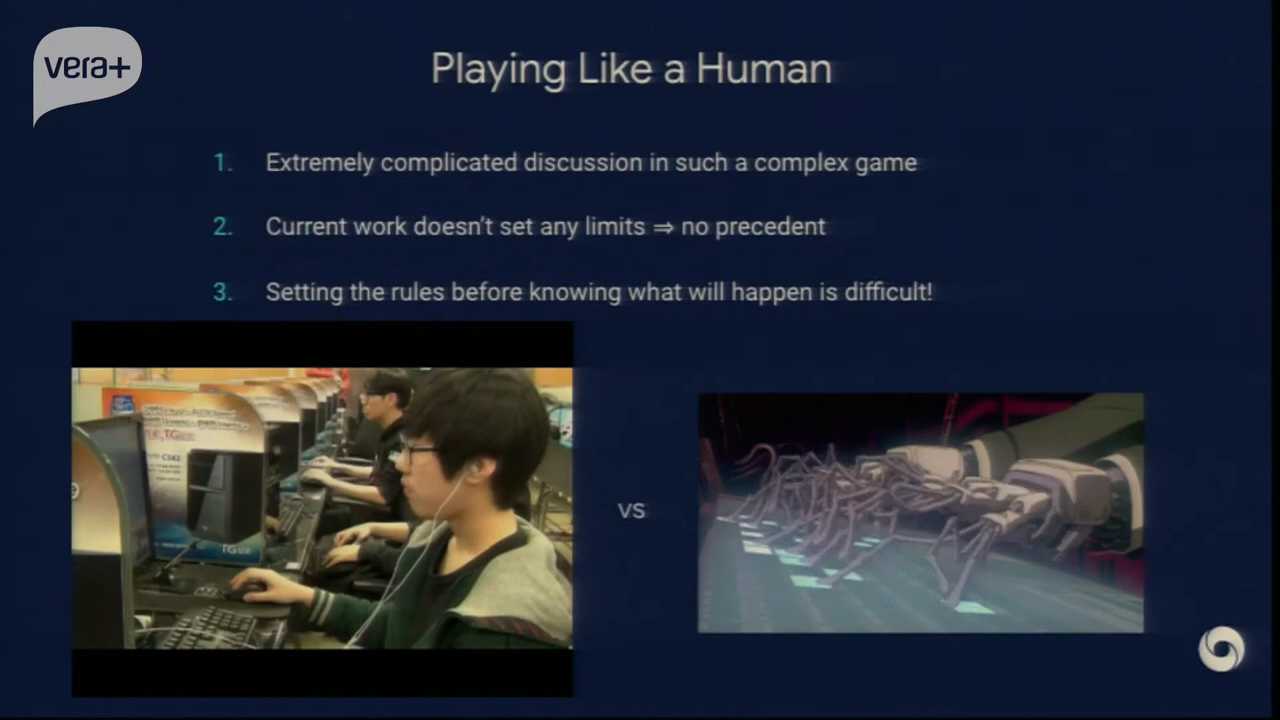 vera+
Playing Like a Human
1. Extremely complicated discussion in such a complex game
2. Current work doesn't set any limits ⇒ no precedent
3. Setting the rules before knowing what will happen is difficult!
vs
TG